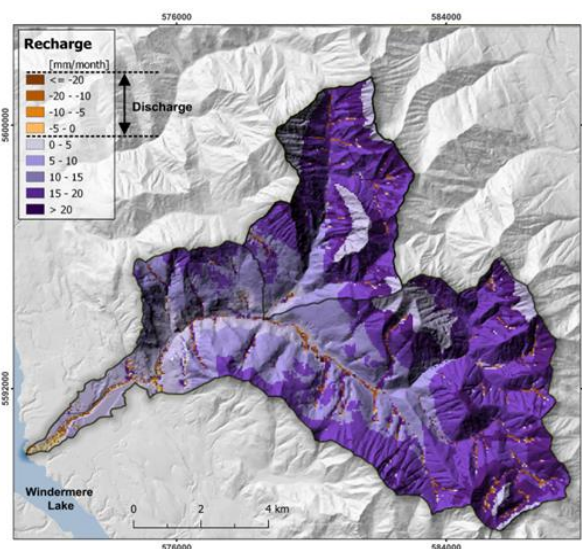 576000 584000
Recharge
[mm/month]
<= -20
-20 - -10
-10 - -5
-5 - 0
Discharge
0 - 5
5 - 10
10 - 15
15 - 20
> 20
5600000
5592000
Windermere
Lake
0 2 4 km
576000 584000